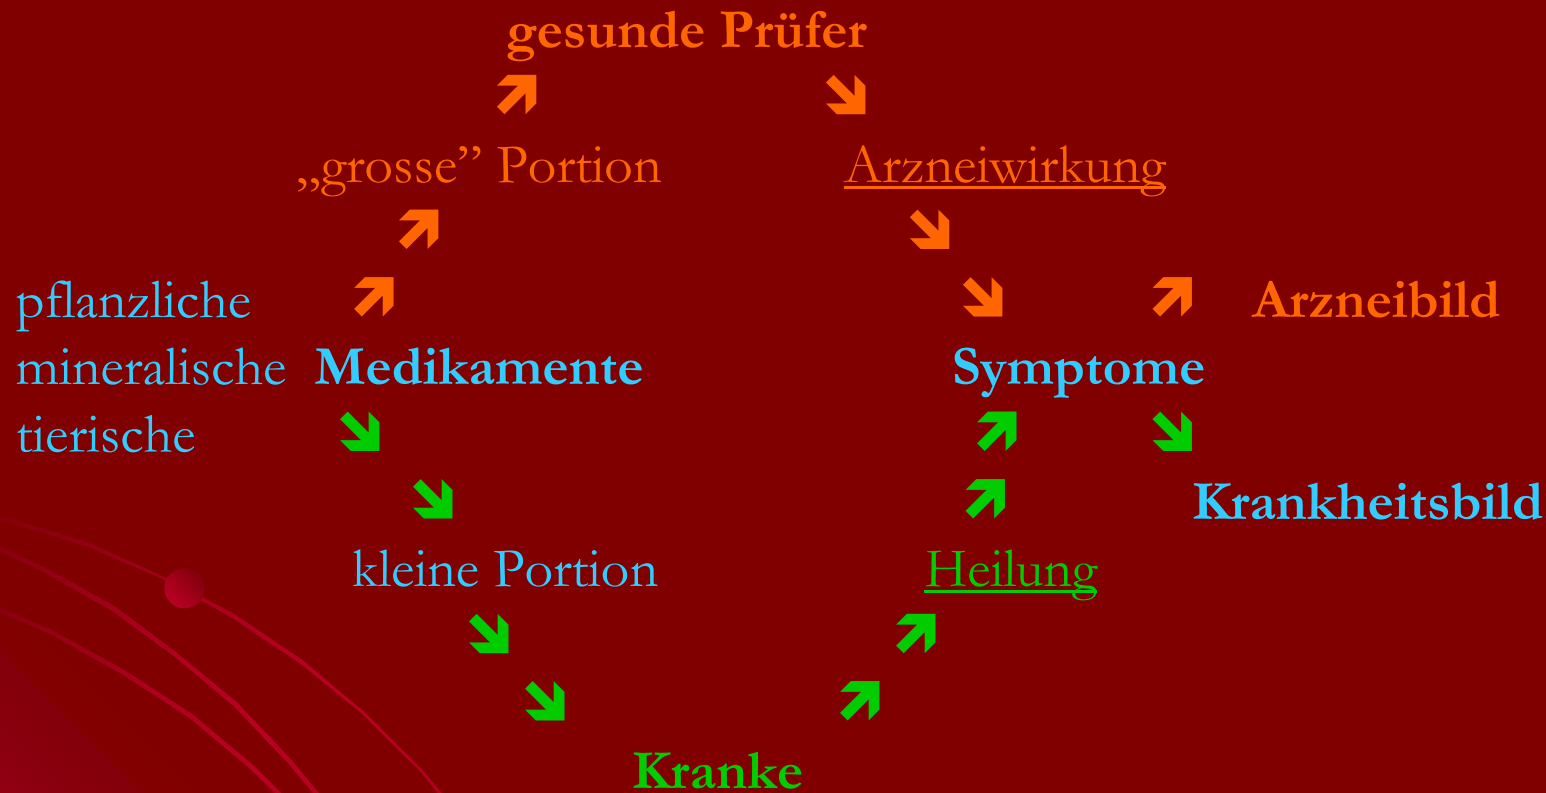 gesunde Prüfer
„grosse” Portion Arzneiwirkung
pflanzliche Arzneibild
mineralische Medikamente Symptome
tierische
Krankheitsbild
kleine Portion Heilung
Kranke